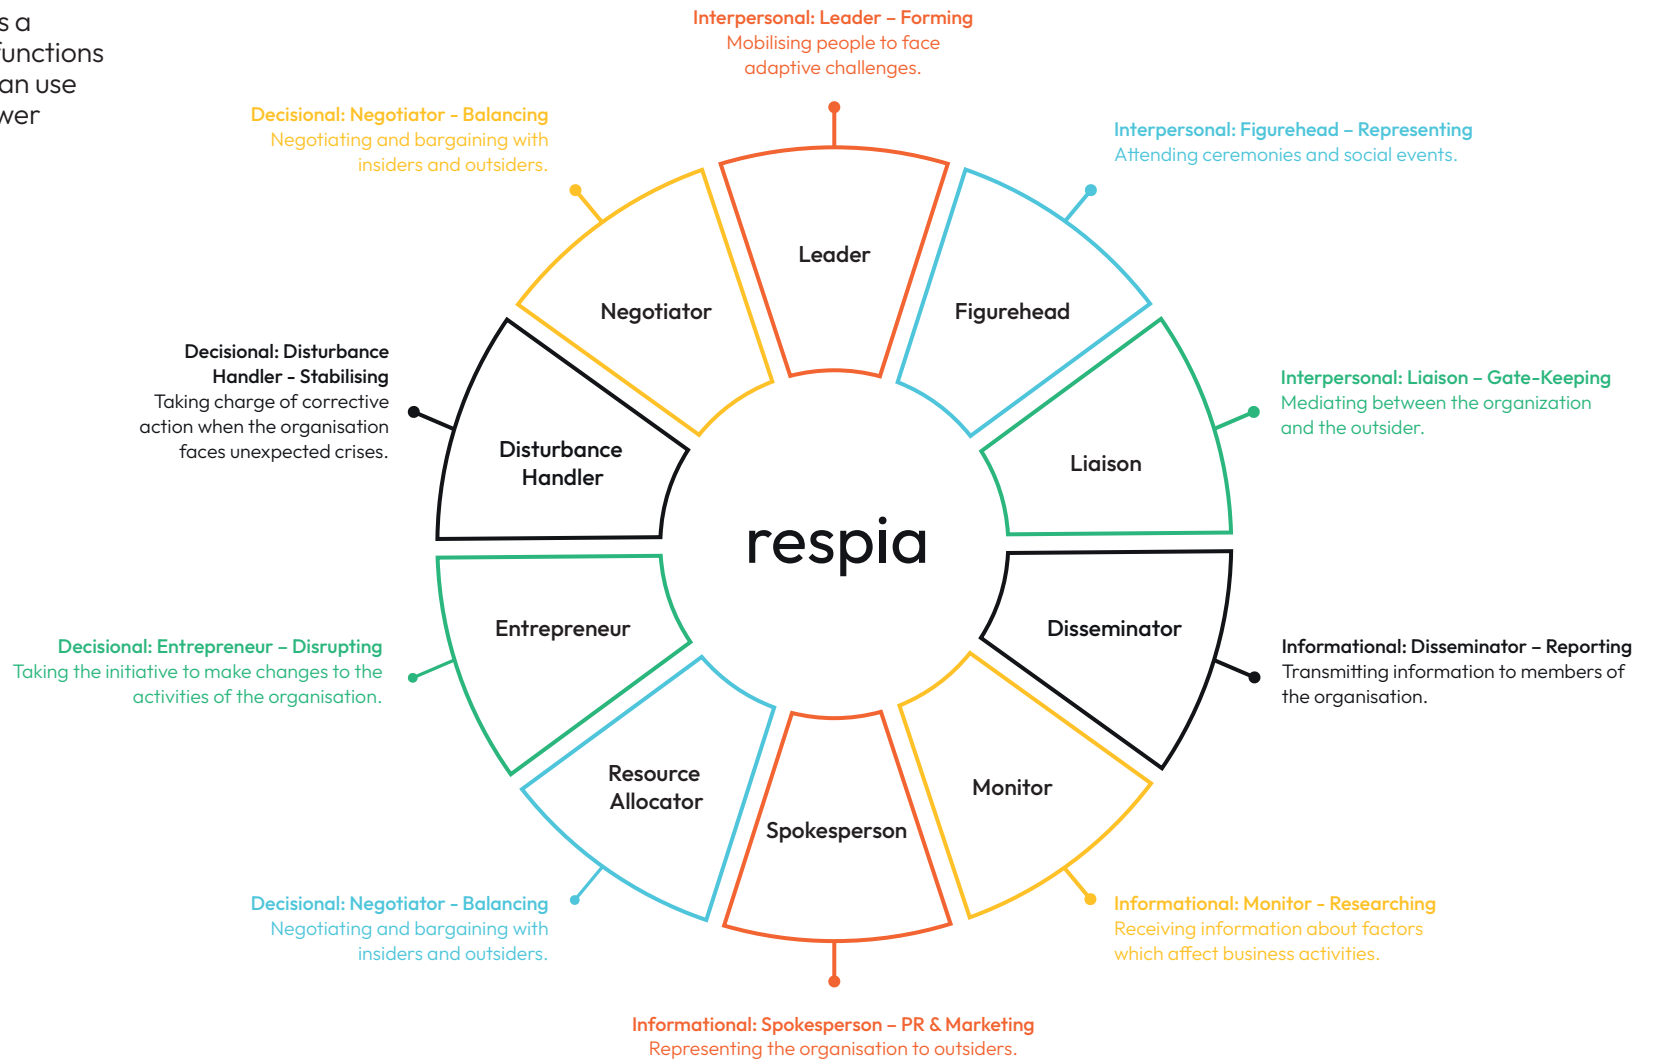 s a
functions
an use
wer
Interpersonal: Leader – Forming
Mobilising people to face
adaptive challenges.
Decisional: Negotiator - Balancing
Negotiating and bargaining with
insiders and outsiders.
Interpersonal: Figurehead – Representing
Attending ceremonies and social events.
Leader
Negotiator
Figurehead
Decisional: Disturbance
Handler - Stabilising
Taking charge of corrective
action when the organisation
faces unexpected crises.
Interpersonal: Liaison – Gate-Keeping
Mediating between the organization
and the outsider.
Disturbance
Handler
Liaison
respia
Entrepreneur
Disseminator
Decisional: Entrepreneur – Disrupting
Taking the initiative to make changes to the
activities of the organisation.
Informational: Disseminator – Reporting
Transmitting information to members of
the organisation.
Resource
Allocator
Monitor
Spokesperson
Decisional: Negotiator - Balancing
Negotiating and bargaining with
insiders and outsiders.
Informational: Monitor - Researching
Receiving information about factors
which affect business activities.
Informational: Spokesperson – PR & Marketing
Representing the organisation to outsiders.